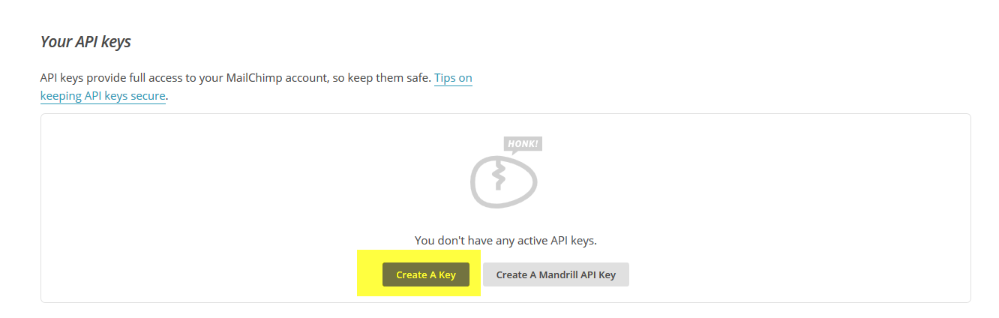 Your API keys
API keys provide full access to your MailChimp account, so keep them safe. Tips on
keeping API keys secure.
HONK!
You don't have any active API keys.
Create A Key
Create A Mandrill API Key